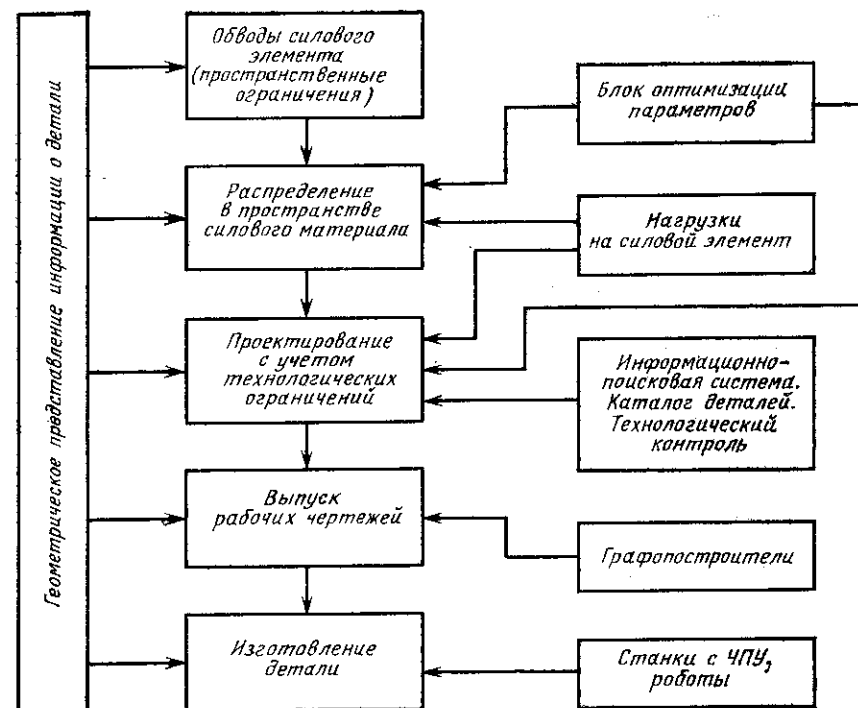 Геометрическое представление информации о детали
Обводы силового
элемента
(пространственные
ограничения)
Распределение
в пространстве
силового материала
Проектирование
с учетом
технологических
ограничений
Выпуск
рабочих чертежей
Изготовление
детали
Блок оптимизации
параметров
Нагрузки
на силовой элемент
Информационно-
поисковая система.
Каталог деталей.
Технологический
контроль
Графопостроители
Станки с ЧПУ,
роботы